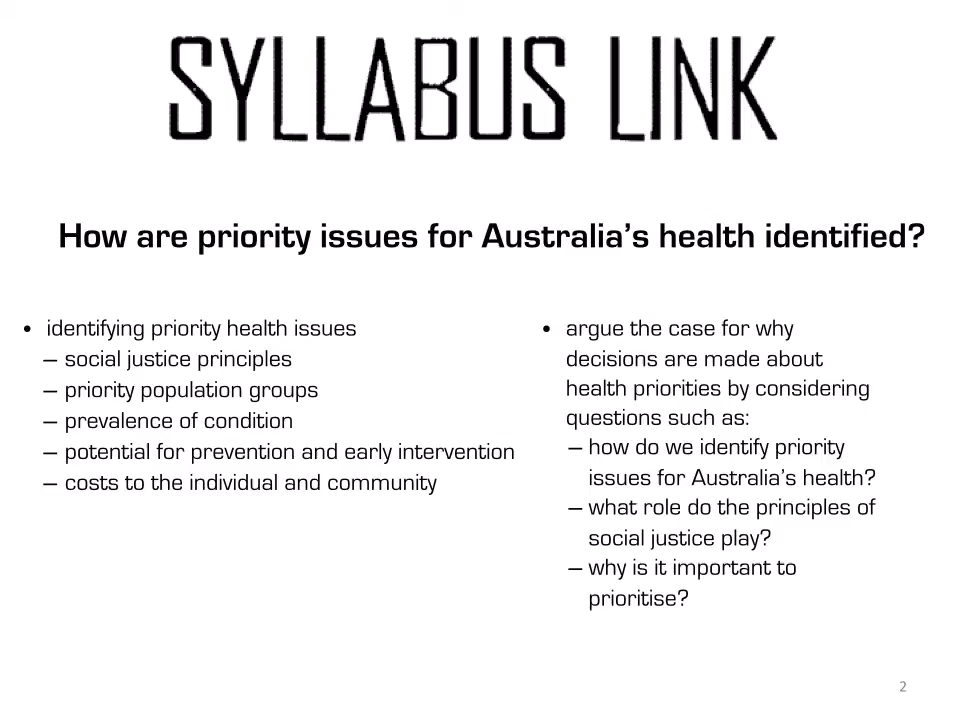 SYLLABUS LINK
How are priority issues for Australia’s health identified?
• identifying priority health issues
– social justice principles
– priority population groups
– prevalence of condition
– potential for prevention and early intervention
– costs to the individual and community
• argue the case for why
decisions are made about
health priorities by considering
questions such as:
– how do we identify priority
issues for Australia’s health?
– what role do the principles of
social justice play?
– why is it important to
prioritise?
2